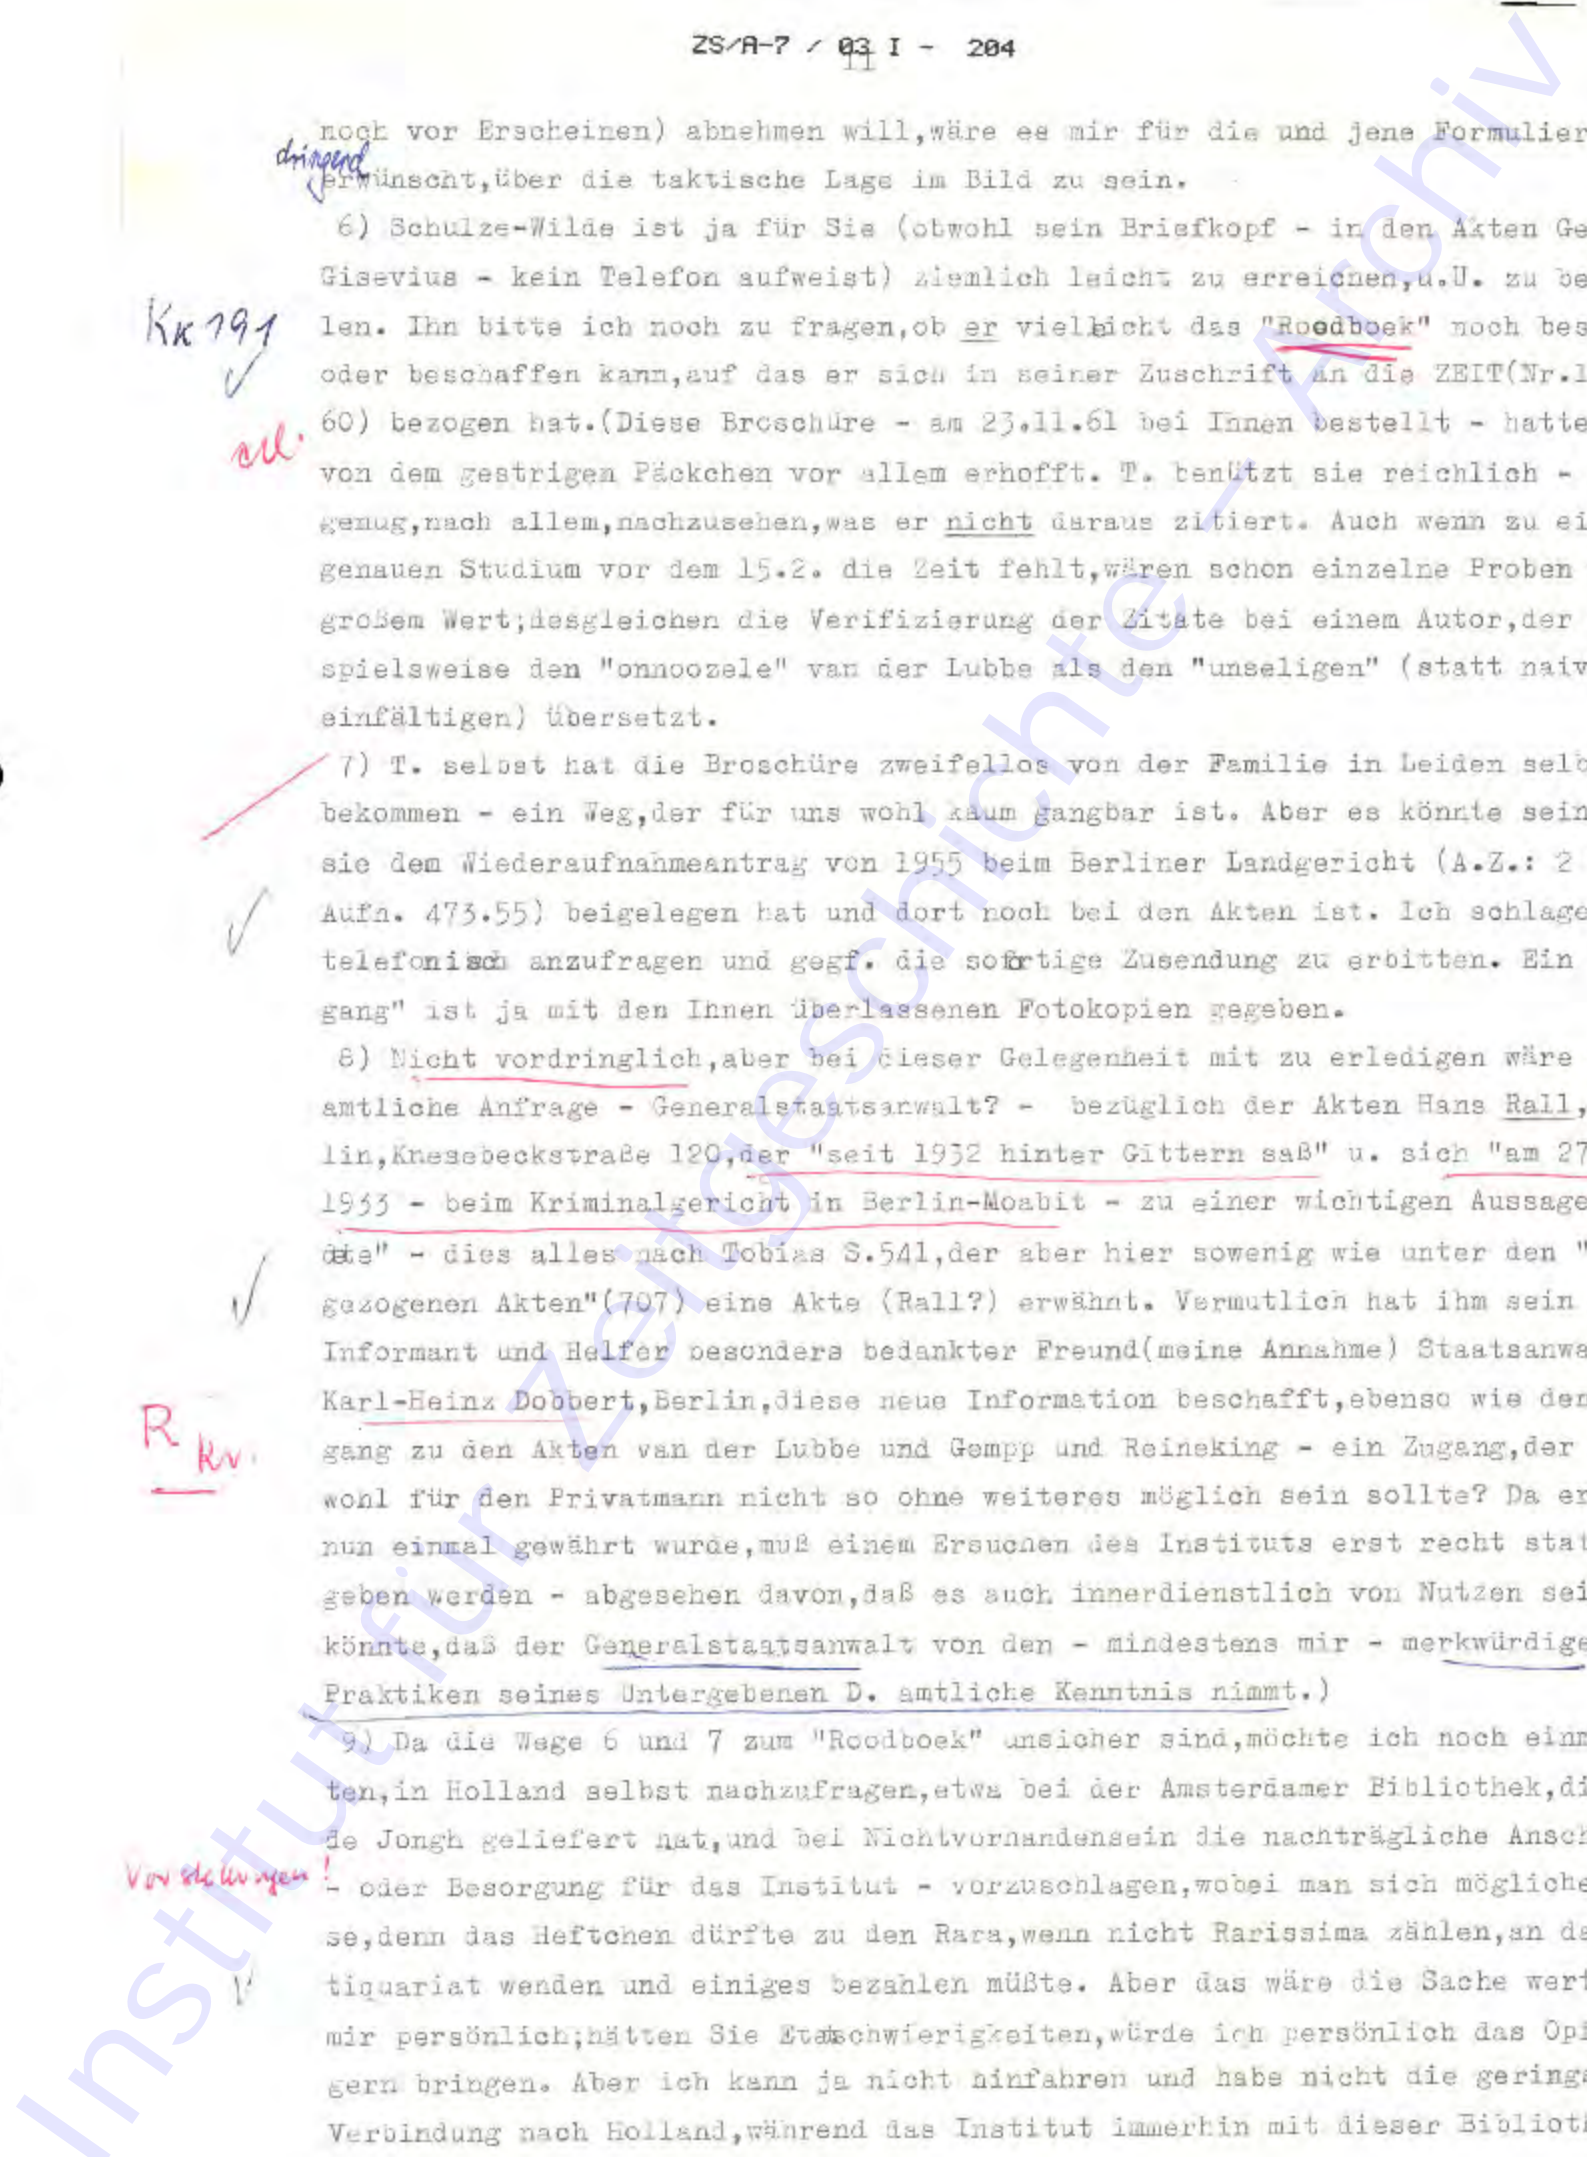 ZS/A-7 / 03 I - 204
11
noch vor Erscheinen) abnehmen will,wäre es mir für die und jene Formulier
dringend
erwünscht,über die taktische Lage im Bild zu sein.
6) Schulze-Wilde ist ja für Sie (obwohl sein Briefkopf - in den Akten Ge
Gisevius - kein Telefon aufweist) ziemlich leicht zu erreichen,u.U. zu be
KK 191
len. Ihn bitte ich noch zu fragen,ob er vielleicht das "Roodboek" noch bes
oder beschaffen kann,auf das er sich in seiner Zuschrift an die ZEIT(Nr.1
60) bezogen hat.(Diese Broschüre - am 23.11.61 bei Ihnen bestellt - hatte
von dem gestrigen Päckchen vor allem erhofft. T. benützt sie reichlich -
genug,nach allem,nachzusehen,was er nicht daraus zitiert. Auch wenn zu ei
genauen Studium vor dem 15.2. die Zeit fehlt,wären schon einzelne Proben
großem Wert;desgleichen die Verifizierung der Zitate bei einem Autor,der
spielsweise den "onnoozele" van der Lubbe als den "unseligen" (statt naiv
einfältigen) übersetzt.
7) T. selbst hat die Broschüre zweifellos von der Familie in Leiden selb
bekommen - ein Weg,der für uns wohl kaum gangbar ist. Aber es könnte sein
sie dem Wiederaufnahmeantrag von 1955 beim Berliner Landgericht (A.Z.: 2
Aufn. 473.55) beigelegen hat und dort noch bei den Akten ist. Ich schlage
telefonisch anzufragen und gegf. die sofortige Zusendung zu erbitten. Ein
gang" ist ja mit den Ihnen überlassenen Fotokopien gegeben.
8) Nicht vordringlich,aber bei dieser Gelegenheit mit zu erledigen wäre
amtliche Anfrage - Generalstaatsanwalt? - bezüglich der Akten Hans Rall,
lin,Knesebeckstraße 120,der "seit 1932 hinter Gittern saß" u. sich "am 27
1933 - beim Kriminalgericht in Berlin-Moabit - zu einer wichtigen Aussage
dete" - dies alles nach Tobias S.541,der aber hier sowenig wie unter den "
gezogenen Akten"(707) eine Akte (Rall?) erwähnt. Vermutlich hat ihm sein
Informant und Helfer besonders bedankter Freund(meine Annahme) Staatsanwa
R
Kv.
Karl-Heinz Dobbert,Berlin,diese neue Information beschafft,ebenso wie den
gang zu den Akten van der Lubbe und Gempp und Reineking - ein Zugang,der
wohl für den Privatmann nicht so ohne weiteres möglich sein sollte? Da er
nun einmal gewährt wurde,muß einem Ersuchen des Instituts erst recht stat
geben werden - abgesehen davon,daß es auch innerdienstlich von Nutzen sei
könnte,daß der Generalstaatsanwalt von den - mindestens mir - merkwürdige
Praktiken seines Untergebenen D. amtliche Kenntnis nimmt.)
9) Da die Wege 6 und 7 zum "Roodboek" unsicher sind,möchte ich noch einm
ten,in Holland selbst nachzufragen,etwa bei der Amsterdamer Bibliothek,di
de Jongh geliefert hat,und bei Nichtvorhandensein die nachträgliche Ansch
- oder Besorgung für das Institut - vorzuschlagen,wobei man sich mögliche
se,denn das Heftchen dürfte zu den Rara,wenn nicht Rarissima zählen,an da
tiquariat wenden und einiges bezahlen müßte. Aber das wäre die Sache wert
mir persönlich;hätten Sie Etatschwierigkeiten,würde ich persönlich das Opf
gern bringen. Aber ich kann ja nicht hinfahren und habe nicht die gerings
Verbindung nach Holland,während das Institut immerhin mit dieser Biblioth
Institut für Zeitgeschichte - Archiv